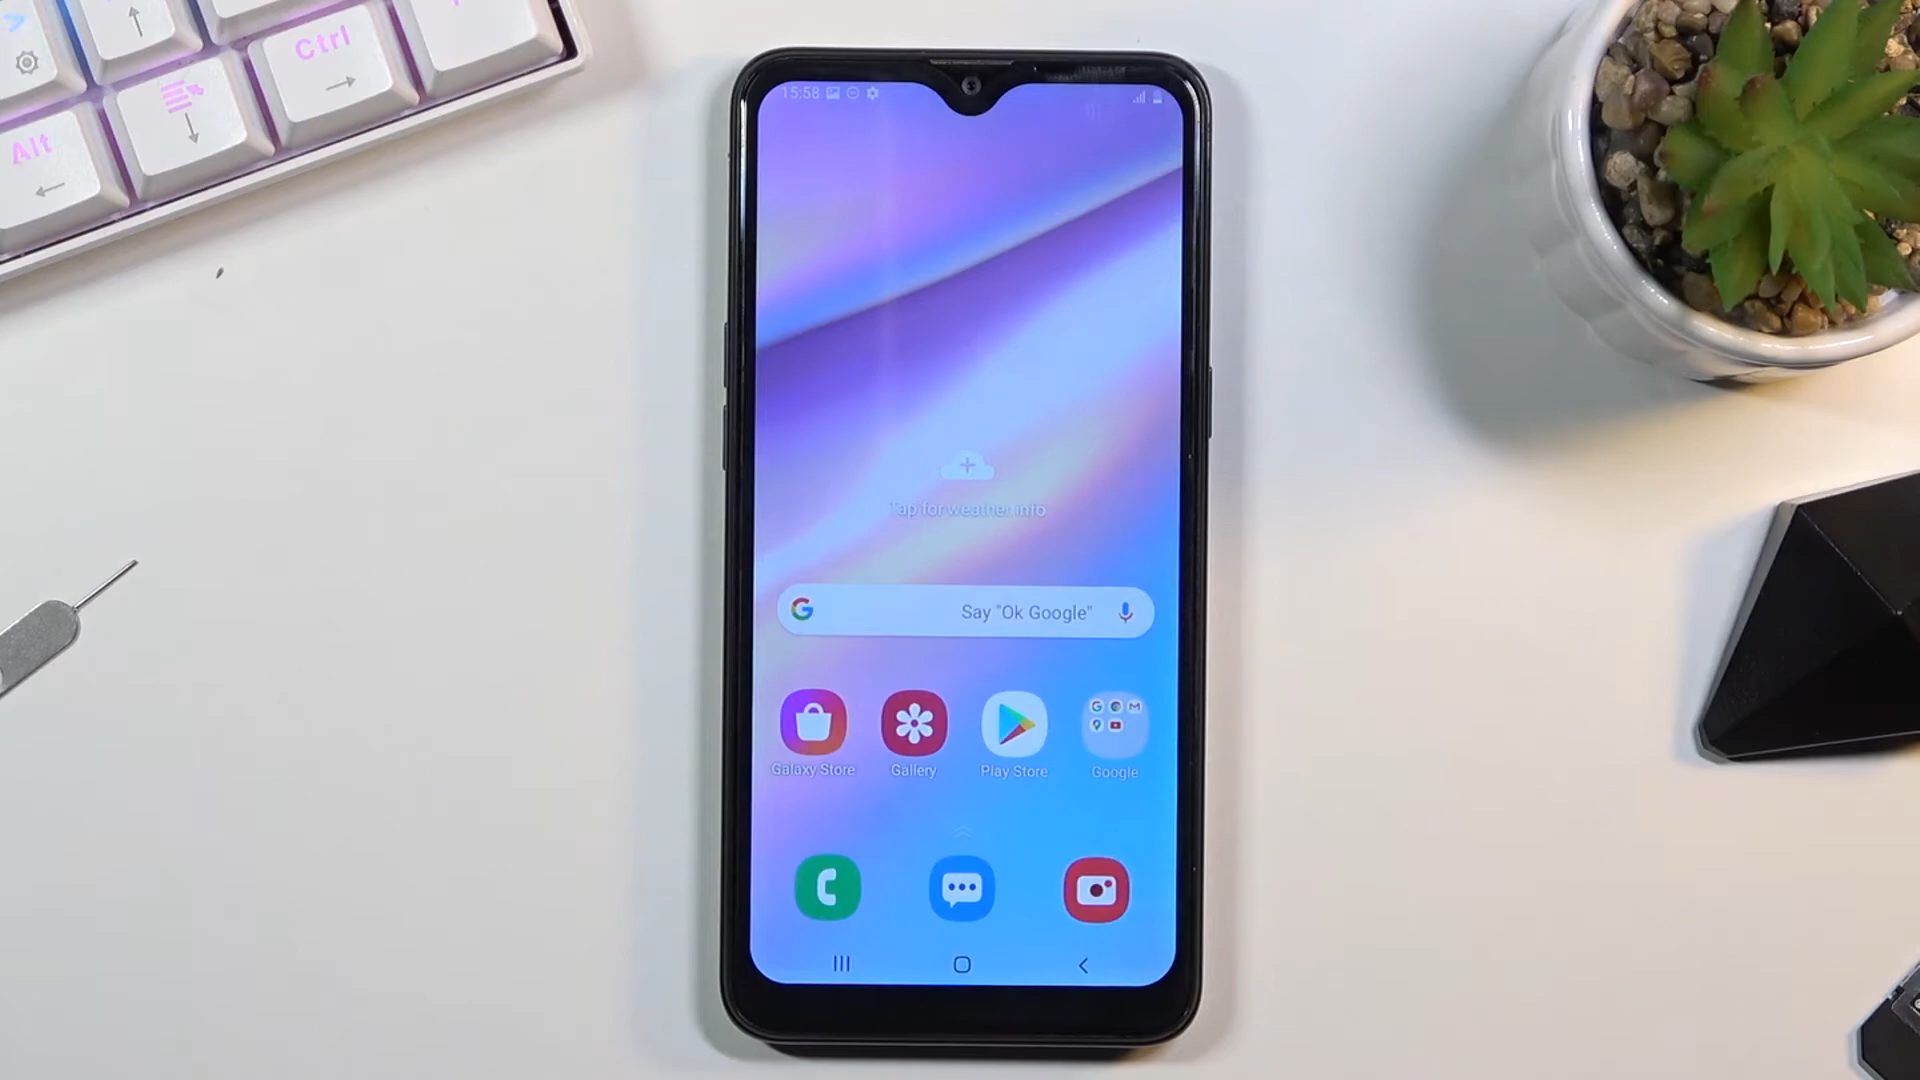 Ctrl
Alt
15:58
Tap for weather info
G Say "Ok Google"
Galaxy Store
Gallery
Play Store
Google